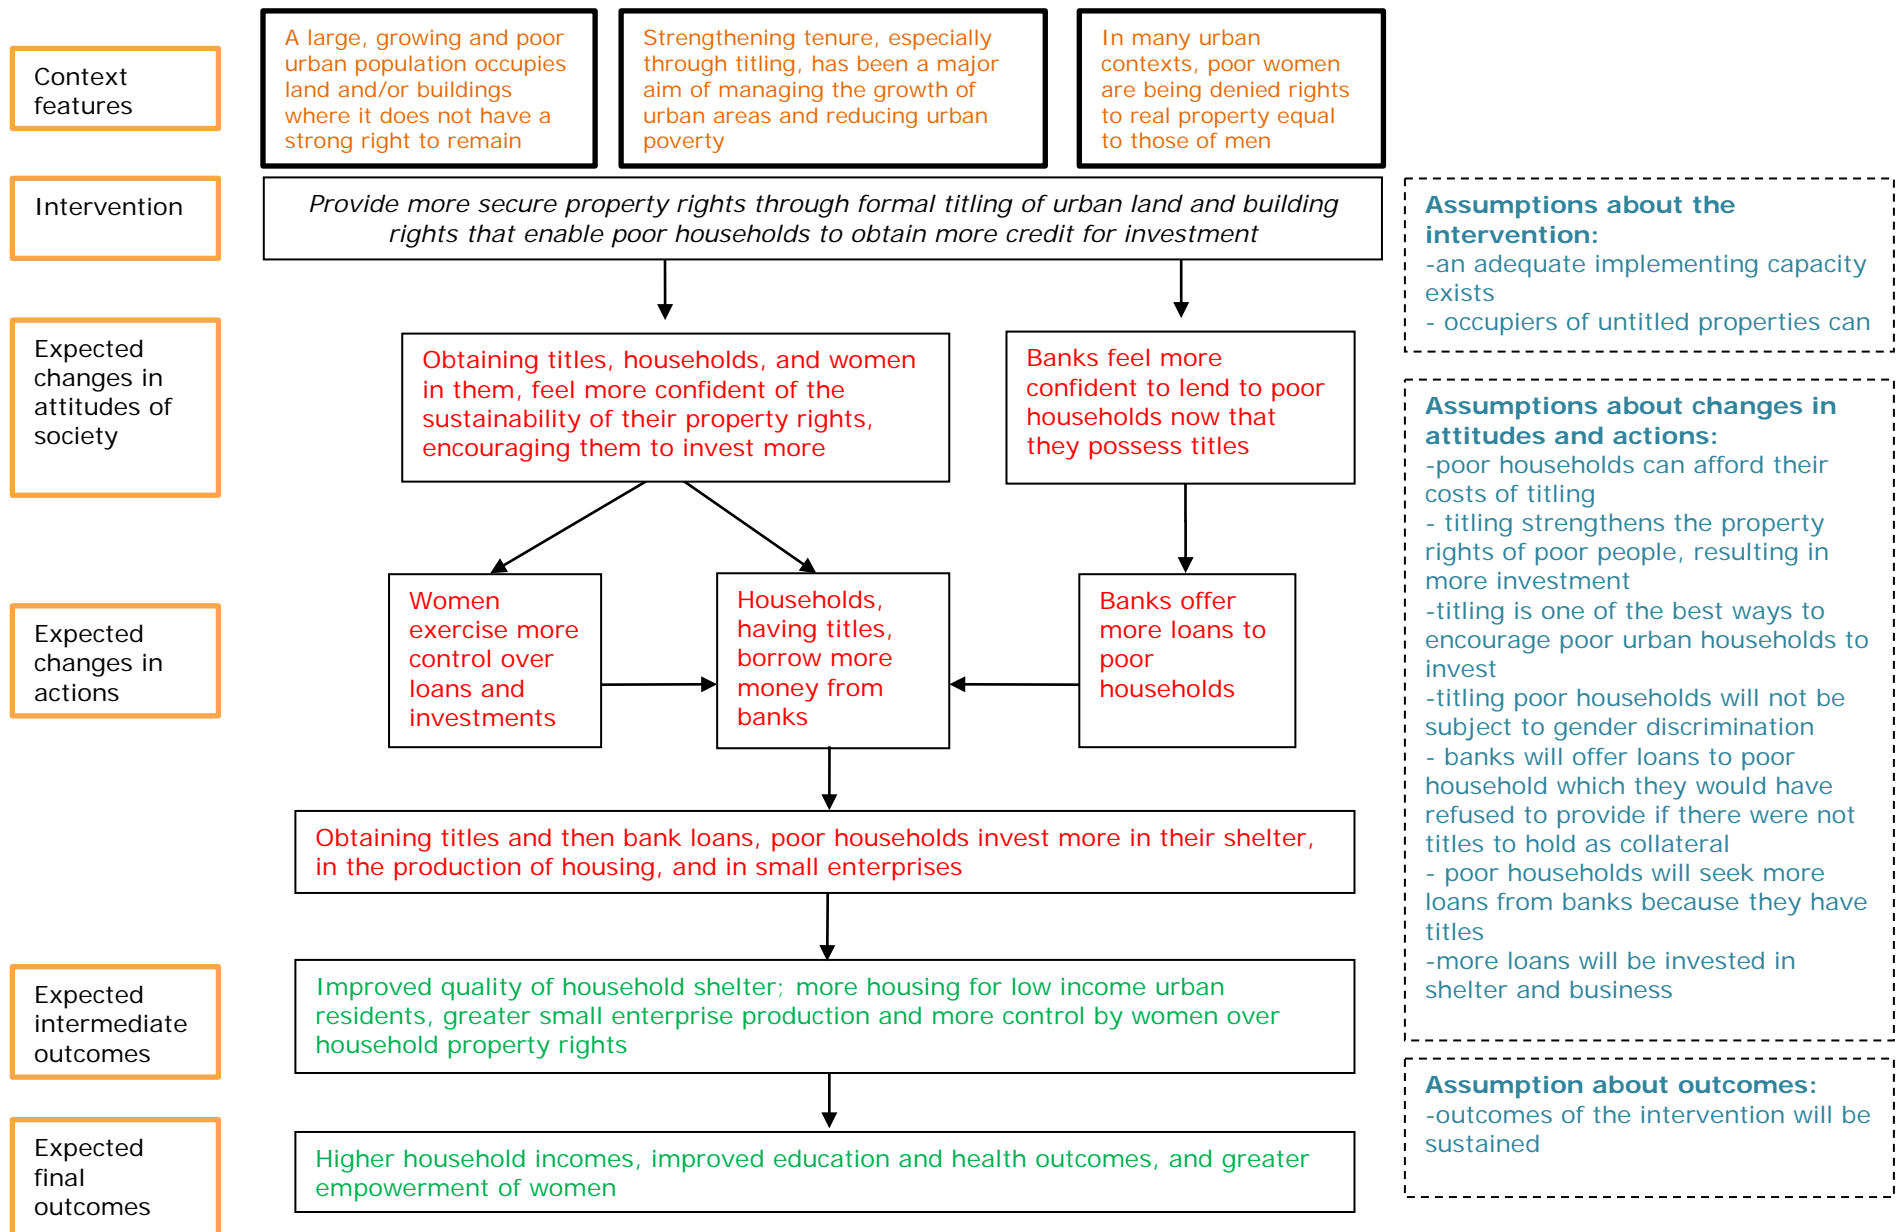 Context
features
A large, growing and poor
urban population occupies
land and/or buildings
where it does not have a
strong right to remain
Strengthening tenure, especially
through titling, has been a major
aim of managing the growth of
urban areas and reducing urban
poverty
In many urban
contexts, poor women
are being denied rights
to real property equal
to those of men
Intervention
Provide more secure property rights through formal titling of urban land and building
rights that enable poor households to obtain more credit for investment
Assumptions about the
intervention:
-an adequate implementing capacity
exists
- occupiers of untitled properties can
Expected
changes in
attitudes of
society
Obtaining titles, households, and women
in them, feel more confident of the
sustainability of their property rights,
encouraging them to invest more
Banks feel more
confident to lend to poor
households now that
they possess titles
Assumptions about changes in
attitudes and actions:
-poor households can afford their
costs of titling
- titling strengthens the property
rights of poor people, resulting in
more investment
-titling is one of the best ways to
encourage poor urban households to
invest
-titling poor households will not be
subject to gender discrimination
- banks will offer loans to poor
household which they would have
refused to provide if there were not
titles to hold as collateral
- poor households will seek more
loans from banks because they have
titles
-more loans will be invested in
shelter and business
Expected
changes in
actions
Women
exercise more
control over
loans and
investments
Households,
having titles,
borrow more
money from
banks
Banks offer
more loans to
poor
households
Obtaining titles and then bank loans, poor households invest more in their shelter,
in the production of housing, and in small enterprises
Expected
intermediate
outcomes
Improved quality of household shelter; more housing for low income urban
residents, greater small enterprise production and more control by women over
household property rights
Assumption about outcomes:
-outcomes of the intervention will be
sustained
Expected
final
outcomes
Higher household incomes, improved education and health outcomes, and greater
empowerment of women